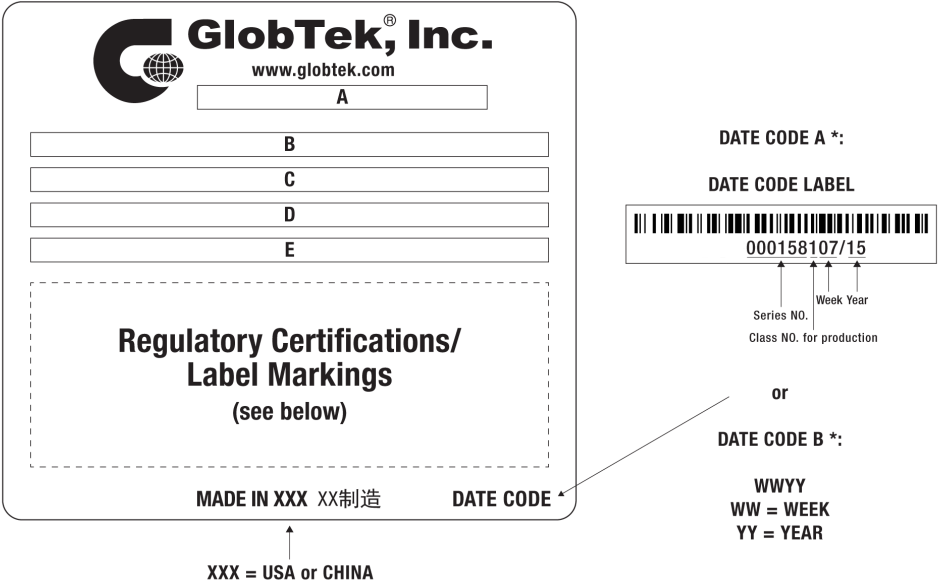 GlobTek,® Inc.
www.globtek.com
A
B
C
D
E
Regulatory Certifications/
Label Markings
(see below)
MADE IN XXX XX制造
DATE CODE
XXX = USA or CHINA
DATE CODE A *:
DATE CODE LABEL
000158107/15
Week Year
Series NO.
Class NO. for production
or
DATE CODE B *:
WWYY
WW = WEEK
YY = YEAR